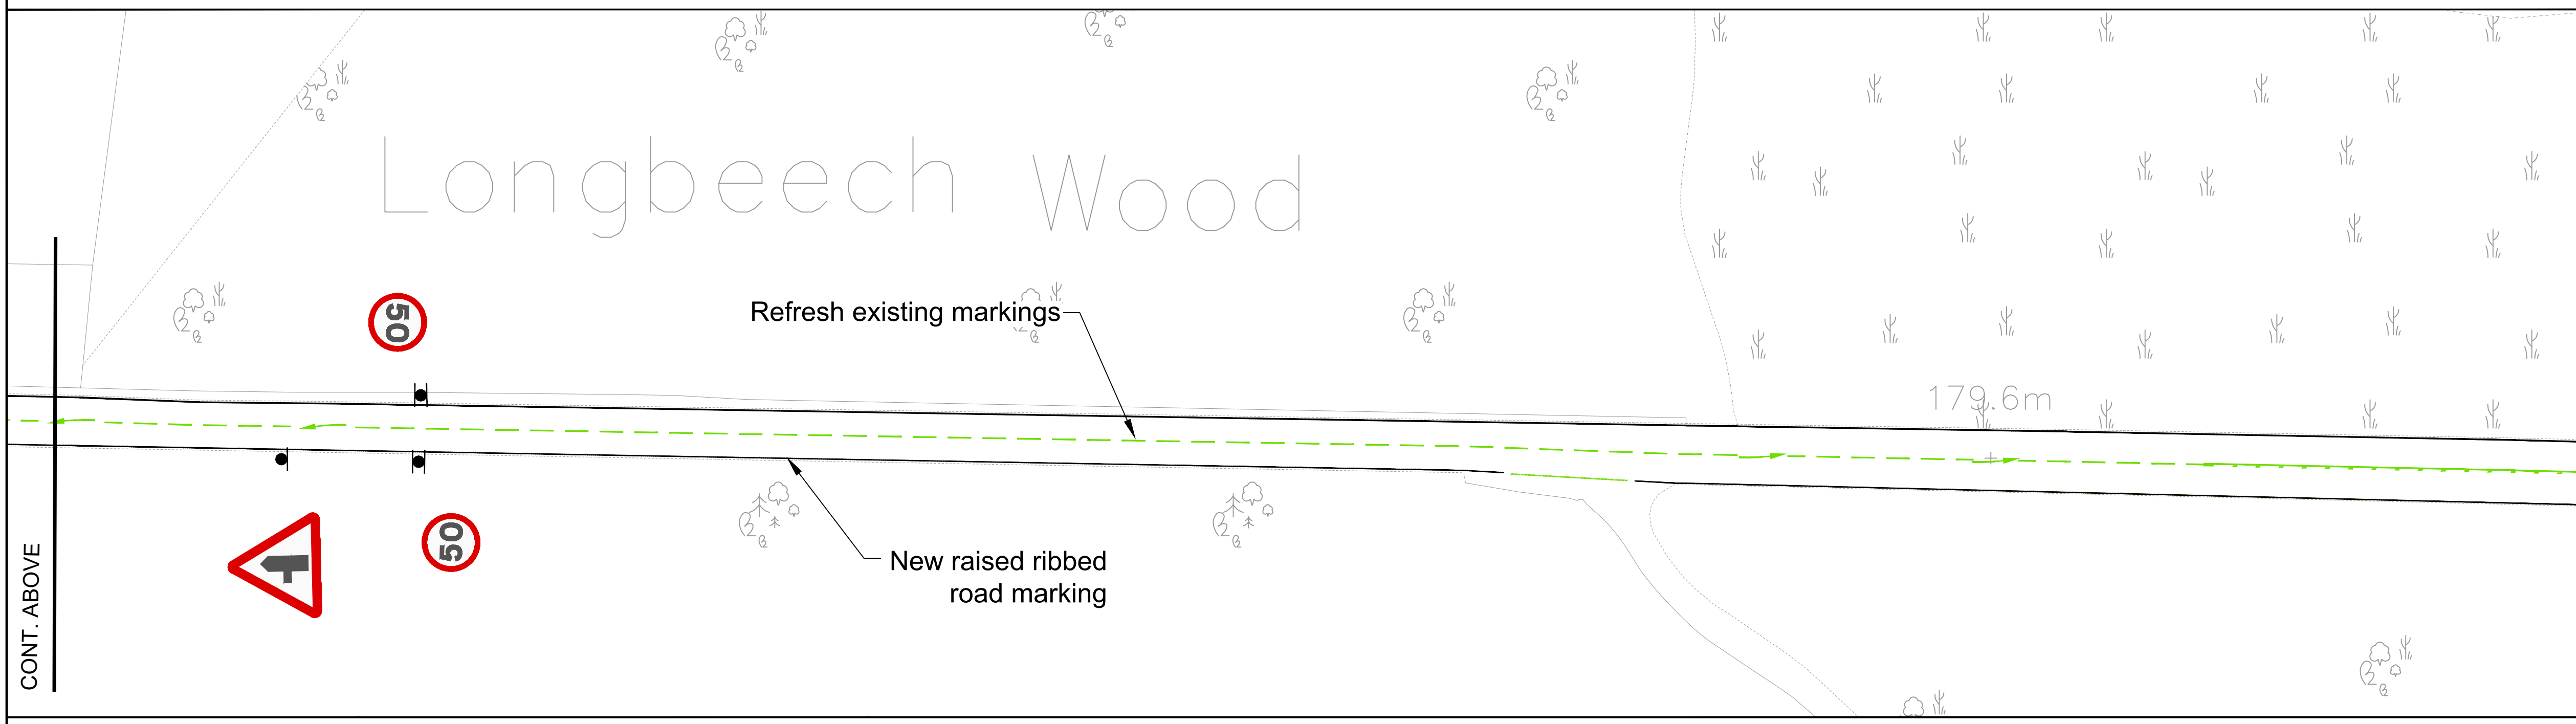 Longbeech Wood
50
Refresh existing markings
179.6m
50
New raised ribbed
road marking
CONT. ABOVE